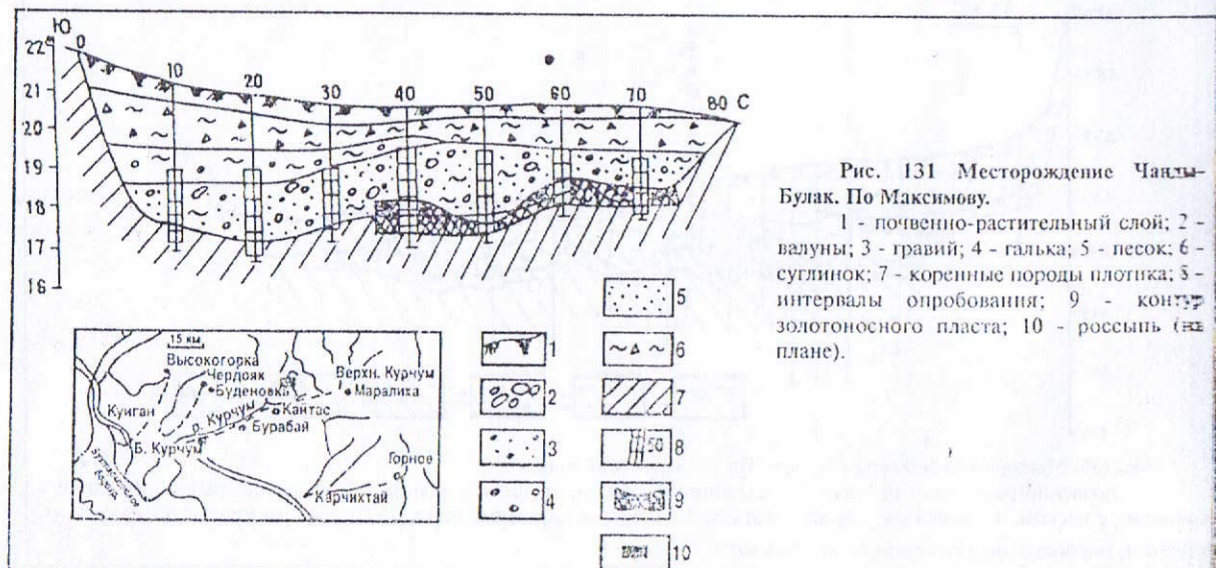 Ю
0
22
м
10
20
30
40
50
60
70
80 С
21
20
19
18
17
16
Рис. 131 Месторождение Чанды-
Булак. По Максимову.
почвенно-растительный слой; 2 -
валуны; 3 - гравий; 4 - галька; 5 - песок; 6 -
суглинок; 7 - коренные породы плотика; 8 -
интервалы опробования; 9 - контур
золотоносного пласта; 10 - россыпь (на
плане).
15 км
Высокогорка
Чердояк
Буденовка
Верхн. Курчум
Маралиха
Куиган
Курчум
Кайтас
Бурабай
Б. Курчум
Горное
Карчихтай
1
2
3
4
5
6
7
50
8
9
10